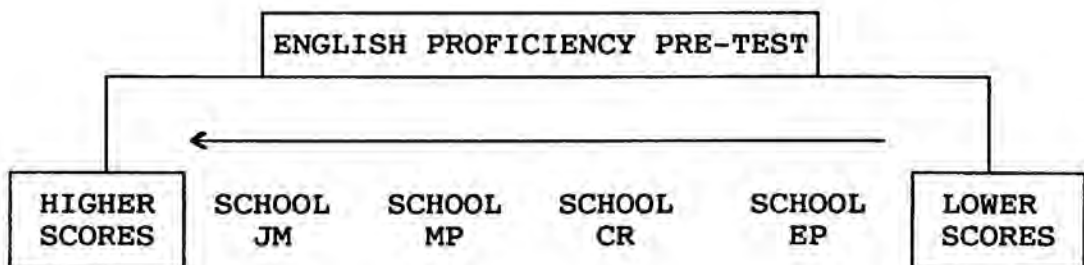 ENGLISH PROFICIENCY PRE-TEST
HIGHER SCHOOL SCHOOL SCHOOL SCHOOL LOWER
SCORES JM MP CR EP SCORES